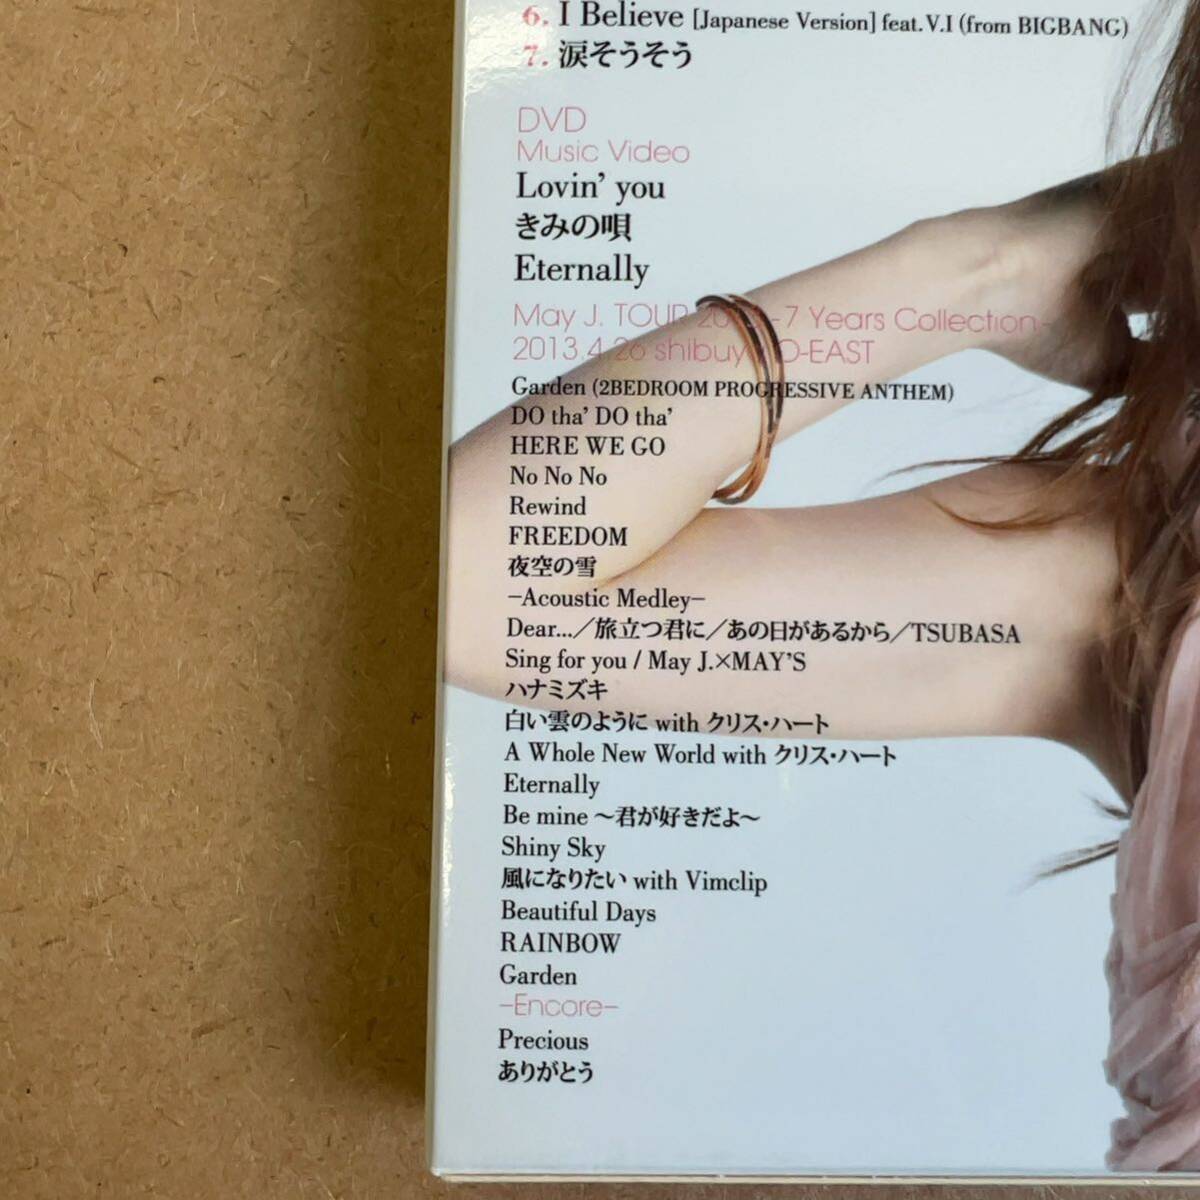 6. I Believe [Japanese Version] feat. V.I (from BIGBANG)
7. 涙そうそう
DVD
Music Video
Lovin' you
きみの唄
Eternally
May J. TOUR -7 Years Collection-
2013.4.26 shibuya O-EAST
Garden (2BEDROOM PROGRESSIVE ANTHEM)
DO tha' DO tha'
HERE WE GO
No No No
Rewind
FREEDOM
夜空の雪
-Acoustic Medley-
Dear...／旅立つ君に／あの日があるから／TSUBASA
Sing for you / May J.×MAY'S
ハナミズキ
白い雲のように with クリス・ハート
A Whole New World with クリス・ハート
Eternally
Be mine 〜君が好きだよ〜
Shiny Sky
風になりたい with Vimclip
Beautiful Days
RAINBOW
Garden
-Encore-
Precious
ありがとう